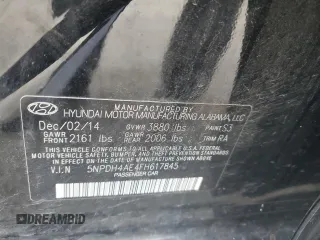 MANUFACTURED BY
HYUNDAI MOTOR MANUFACTURING ALABAMA, LLC
Dec/02/14 GVWR 3880 lbs PAINT S3
GAWR FRONT 2161 lbs GAWR REAR 2006 lbs TRIM RA
THIS VEHICLE CONFORMS TO ALL APPLICABLE U.S. FEDERAL MOTOR VEHICLE SAFETY, BUMPER, AND THEFT PREVENTION STANDARDS IN EFFECT ON THE DATE OF MANUFACTURE SHOWN ABOVE.
V.I.N 5NPDH4AE4FH617845
PASSENGER CAR
DREAMBID